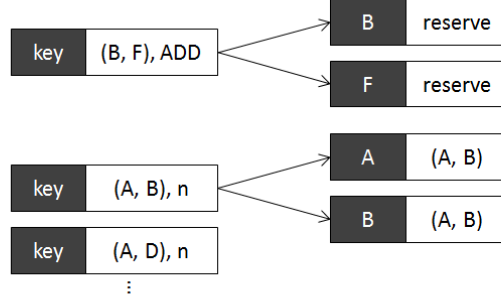 B reserve
key (B, F), ADD
F reserve
A (A, B)
key (A, B), n
B (A, B)
key (A, D), n
⋮